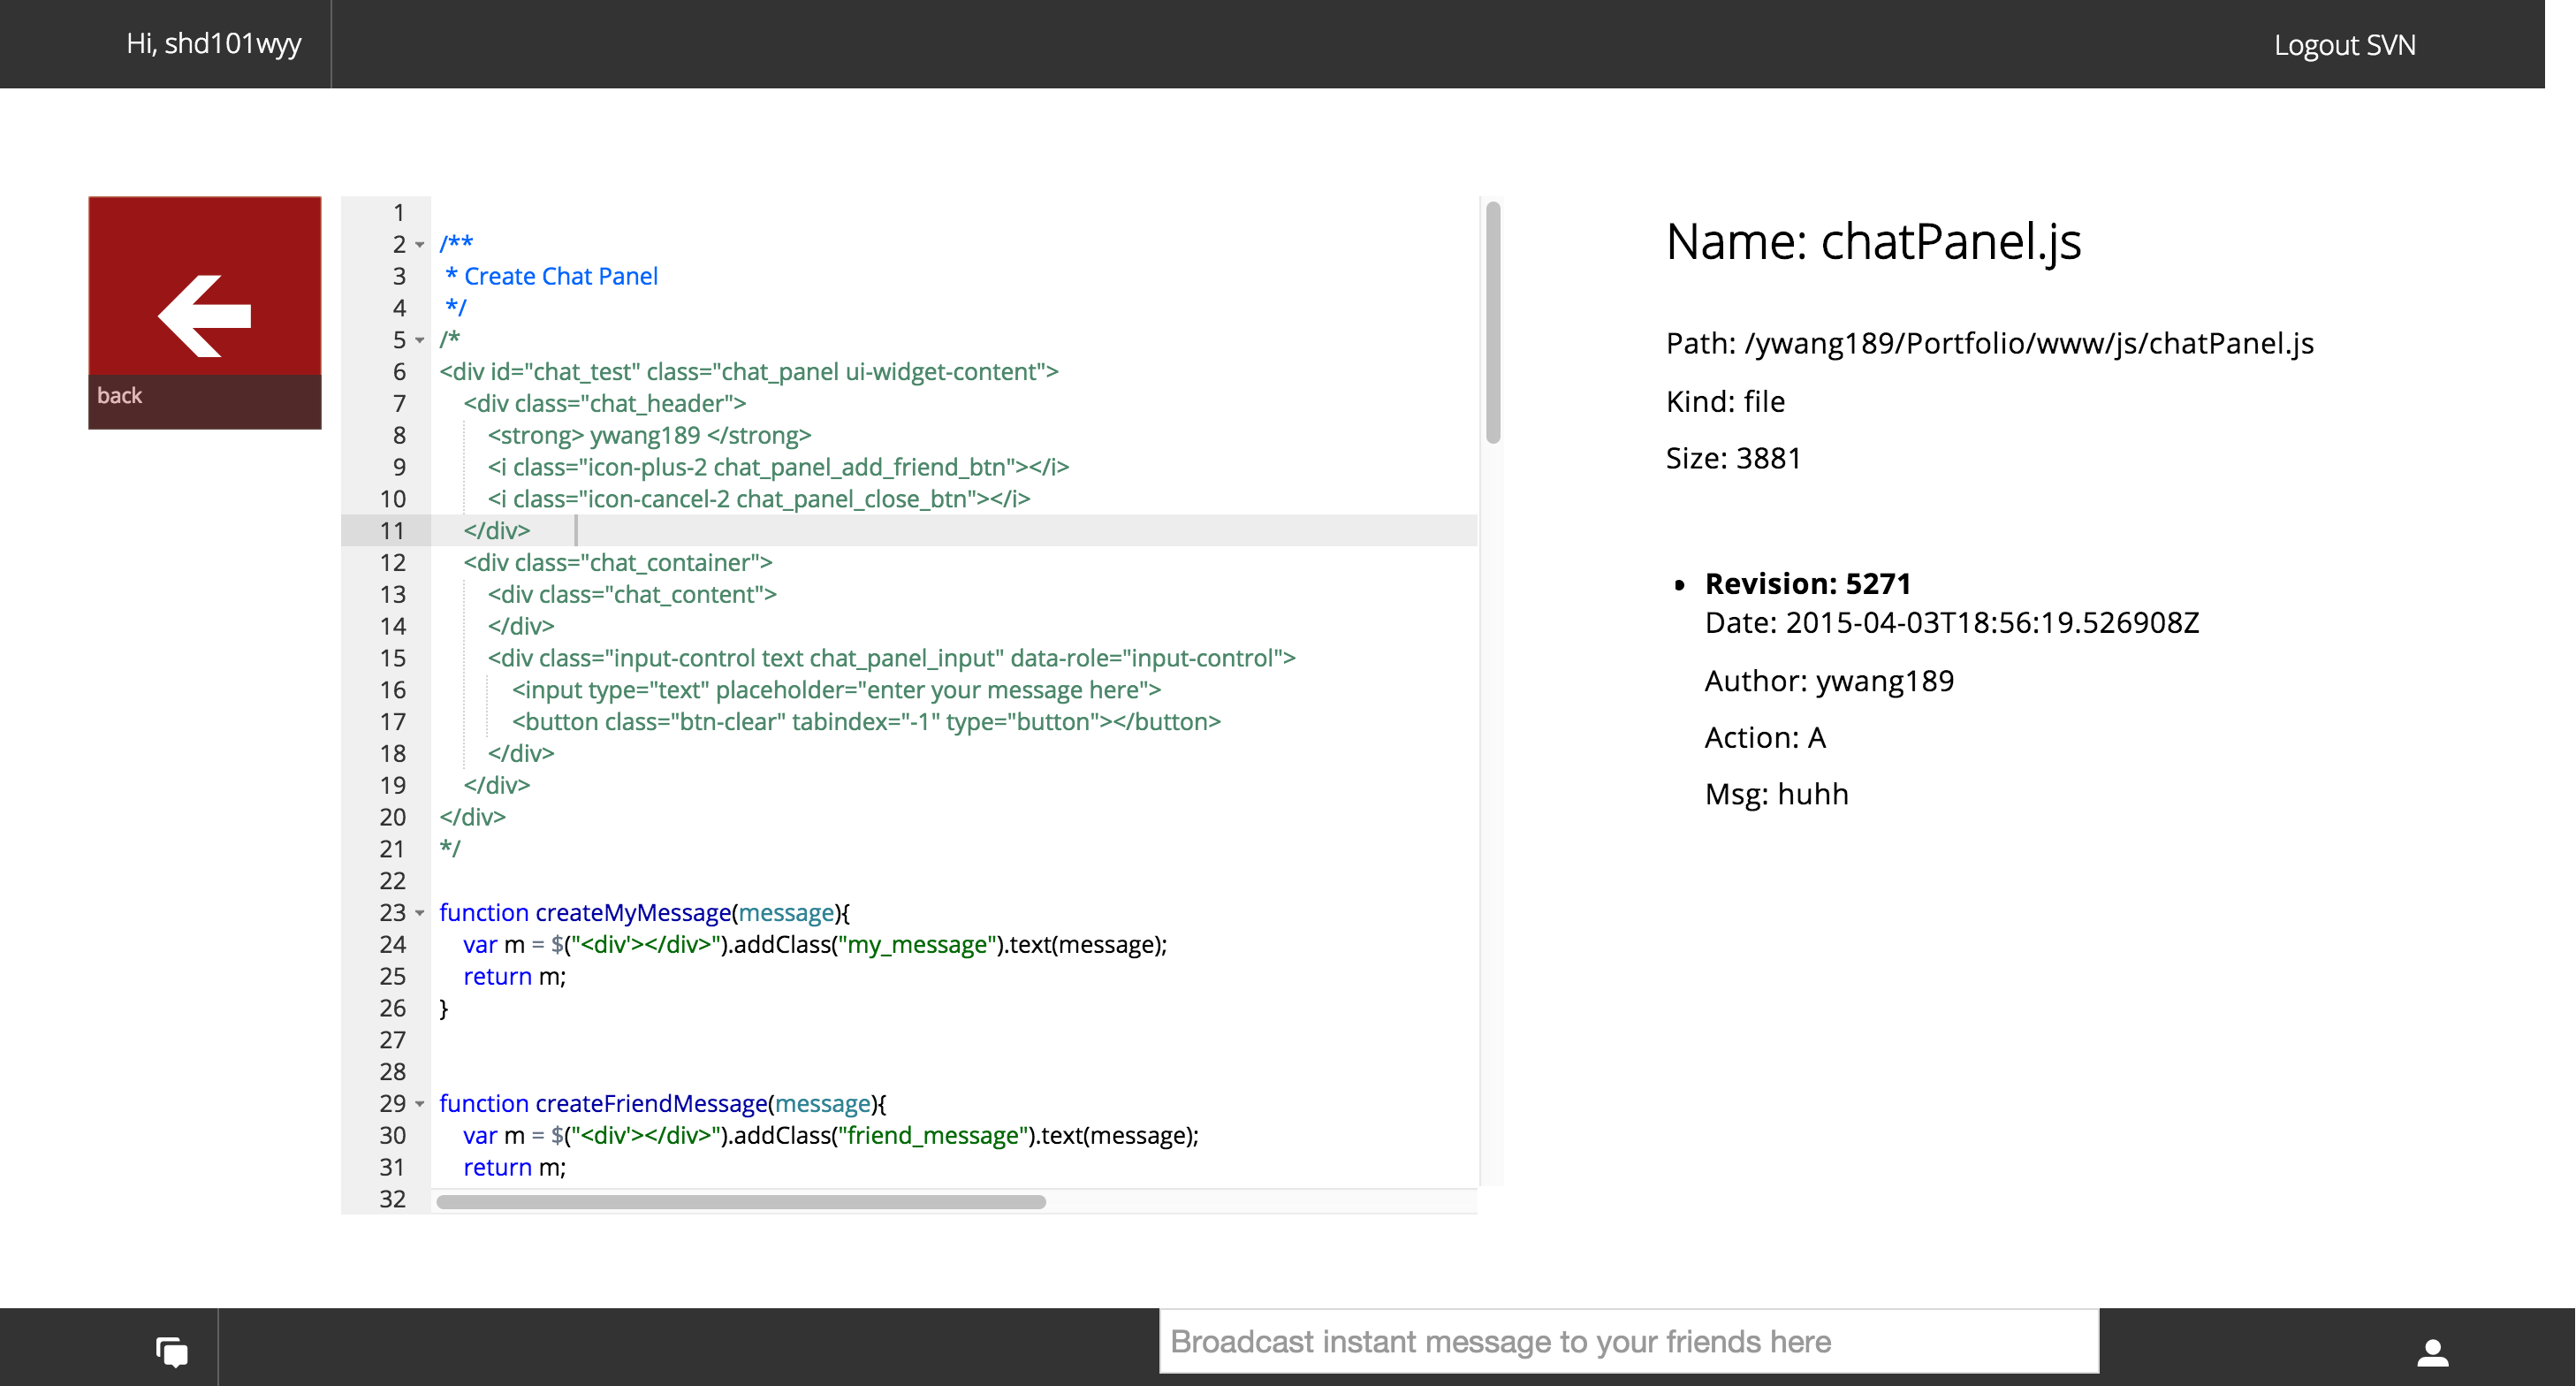 Hi, shd101wyy
Logout SVN
back
1
2 /**
3  * Create Chat Panel
4  */
5 /*
6 <div id="chat_test" class="chat_panel ui-widget-content">
7     <div class="chat_header">
8         <strong> ywang189 </strong>
9         <i class="icon-plus-2 chat_panel_add_friend_btn"></i>
10         <i class="icon-cancel-2 chat_panel_close_btn"></i>
11     </div>
12     <div class="chat_container">
13         <div class="chat_content">
14         </div>
15         <div class="input-control text chat_panel_input" data-role="input-control">
16             <input type="text" placeholder="enter your message here">
17             <button class="btn-clear" tabindex="-1" type="button"></button>
18         </div>
19     </div>
20 </div>
21 */
22
23 function createMyMessage(message){
24     var m = $("<div'></div>").addClass("my_message").text(message);
25     return m;
26 }
27
28
29 function createFriendMessage(message){
30     var m = $("<div'></div>").addClass("friend_message").text(message);
31     return m;
32
Name: chatPanel.js
Path: /ywang189/Portfolio/www/js/chatPanel.js
Kind: file
Size: 3881
• Revision: 5271
Date: 2015-04-03T18:56:19.526908Z
Author: ywang189
Action: A
Msg: huhh
Broadcast instant message to your friends here